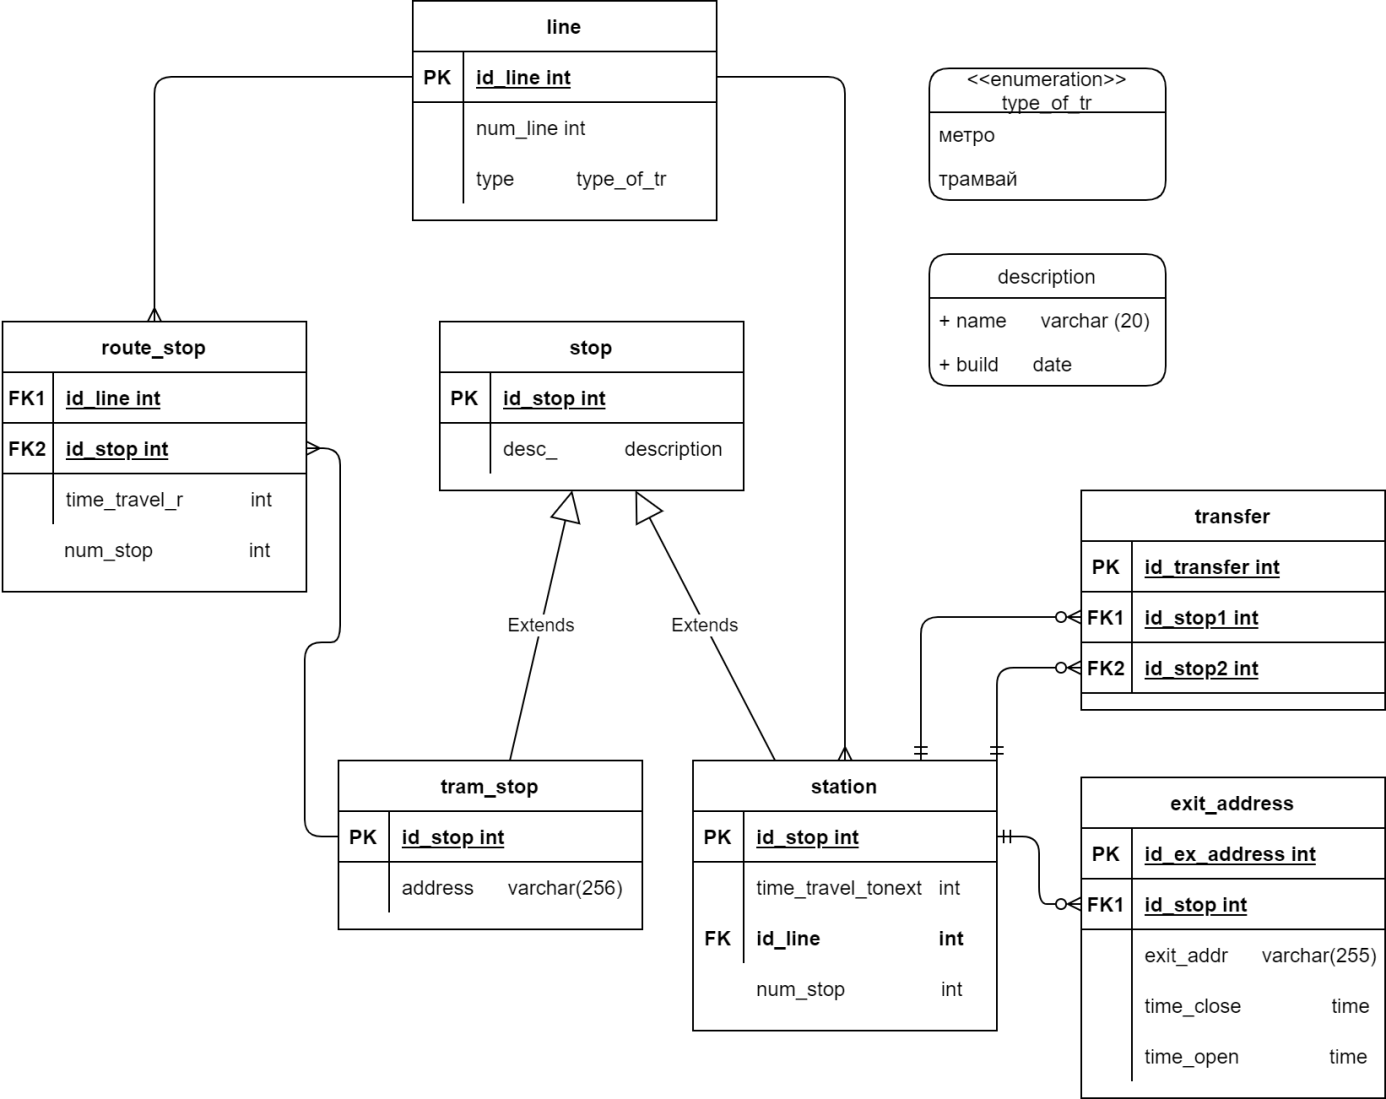 line
PK id_line int
num_line int
type type_of_tr
<<enumeration>>
type_of_tr
метро
трамвай
description
+ name varchar (20)
+ build date
route_stop
FK1 id_line int
FK2 id_stop int
time_travel_r int
num_stop int
stop
PK id_stop int
desc_ description
Extends
Extends
transfer
PK id_transfer int
FK1 id_stop1 int
FK2 id_stop2 int
tram_stop
PK id_stop int
address varchar(256)
station
PK id_stop int
time_travel_tonext int
FK id_line int
num_stop int
exit_address
PK id_ex_address int
FK1 id_stop int
exit_addr varchar(255)
time_close time
time_open time